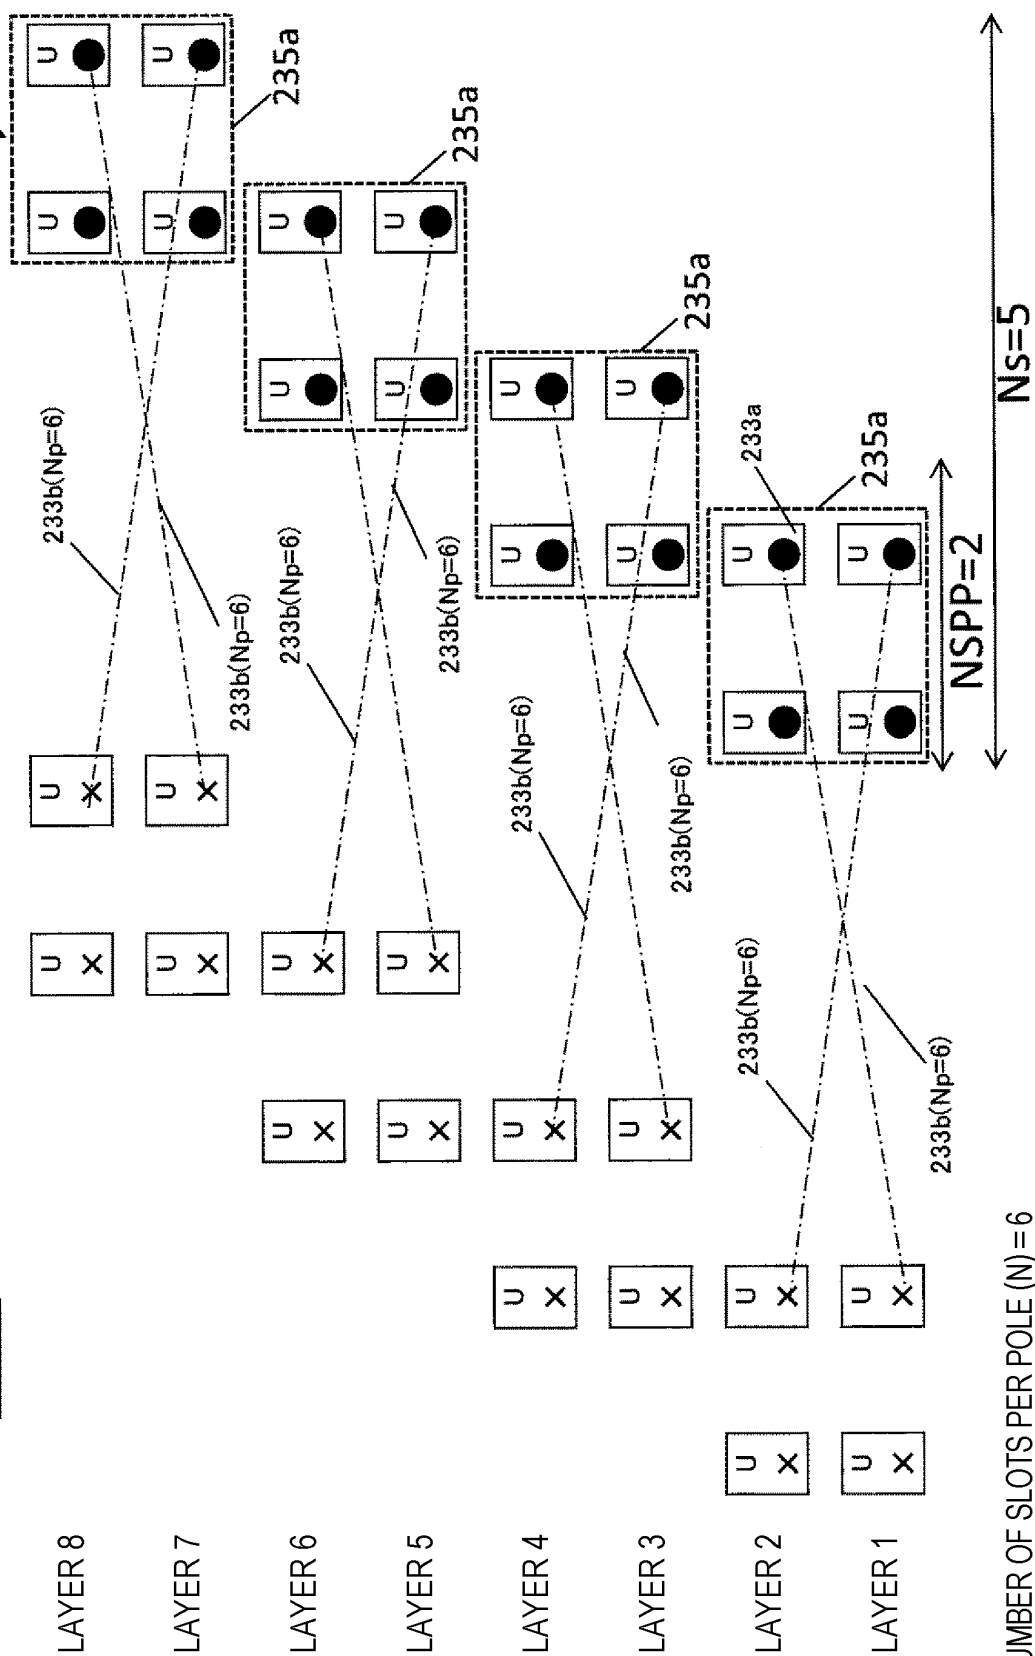 LAYER 8
U
U
U
U
233b(Np=6)
LAYER 7
U
U
U
U
233b(Np=6)
235a
LAYER 6
U
U
U
U
233b(Np=6)
LAYER 5
U
U
U
U
233b(Np=6)
235a
LAYER 4
U
U
U
U
233b(Np=6)
LAYER 3
U
U
U
U
233b(Np=6)
235a
LAYER 2
U
U
U
U
233b(Np=6)
233a
LAYER 1
U
U
U
U
233b(Np=6)
235a
NSPP=2
Ns=5
UMBER OF SLOTS PER POLE (N) = 6